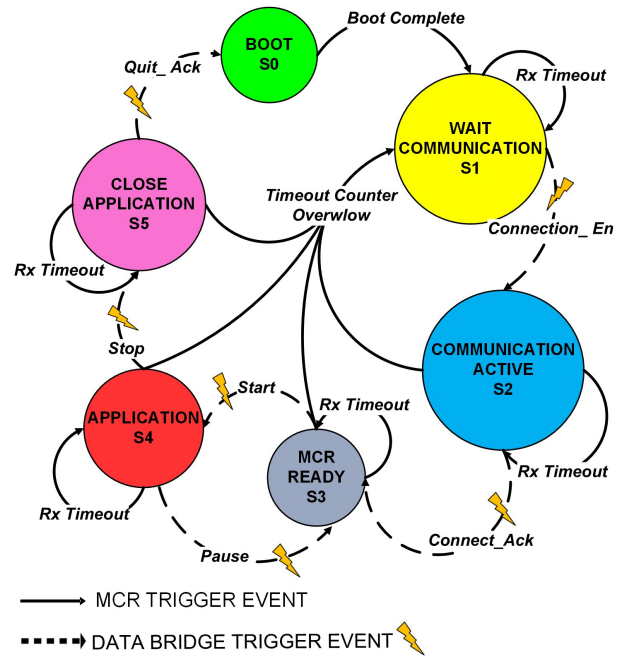 Boot Complete
BOOT
S0
Quit_ Ack
Rx Timeout
WAIT
COMMUNICATION
S1
CLOSE
APPLICATION
S5
Timeout Counter
Overwlow
Connection_ En
Rx Timeout
Stop
COMMUNICATION
ACTIVE
S2
Start
Rx Timeout
APPLICATION
S4
MCR
READY
S3
Rx Timeout
Rx Timeout
Connect_Ack
Pause
MCR TRIGGER EVENT
DATA BRIDGE TRIGGER EVENT